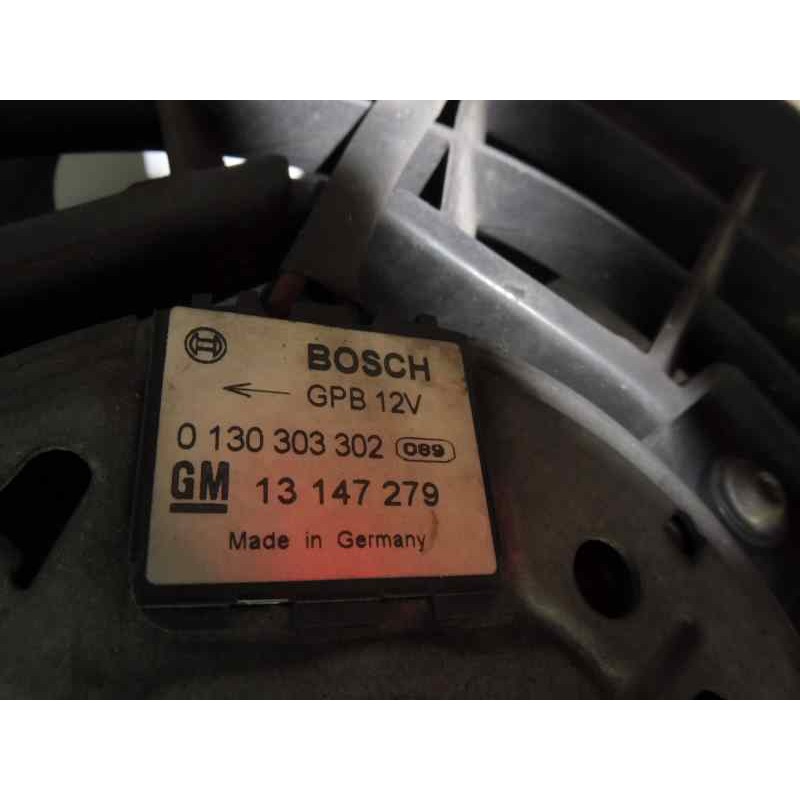 BOSCH
GPB 12V
0 130 303 302 089
GM 13 147 279
Made in Germany